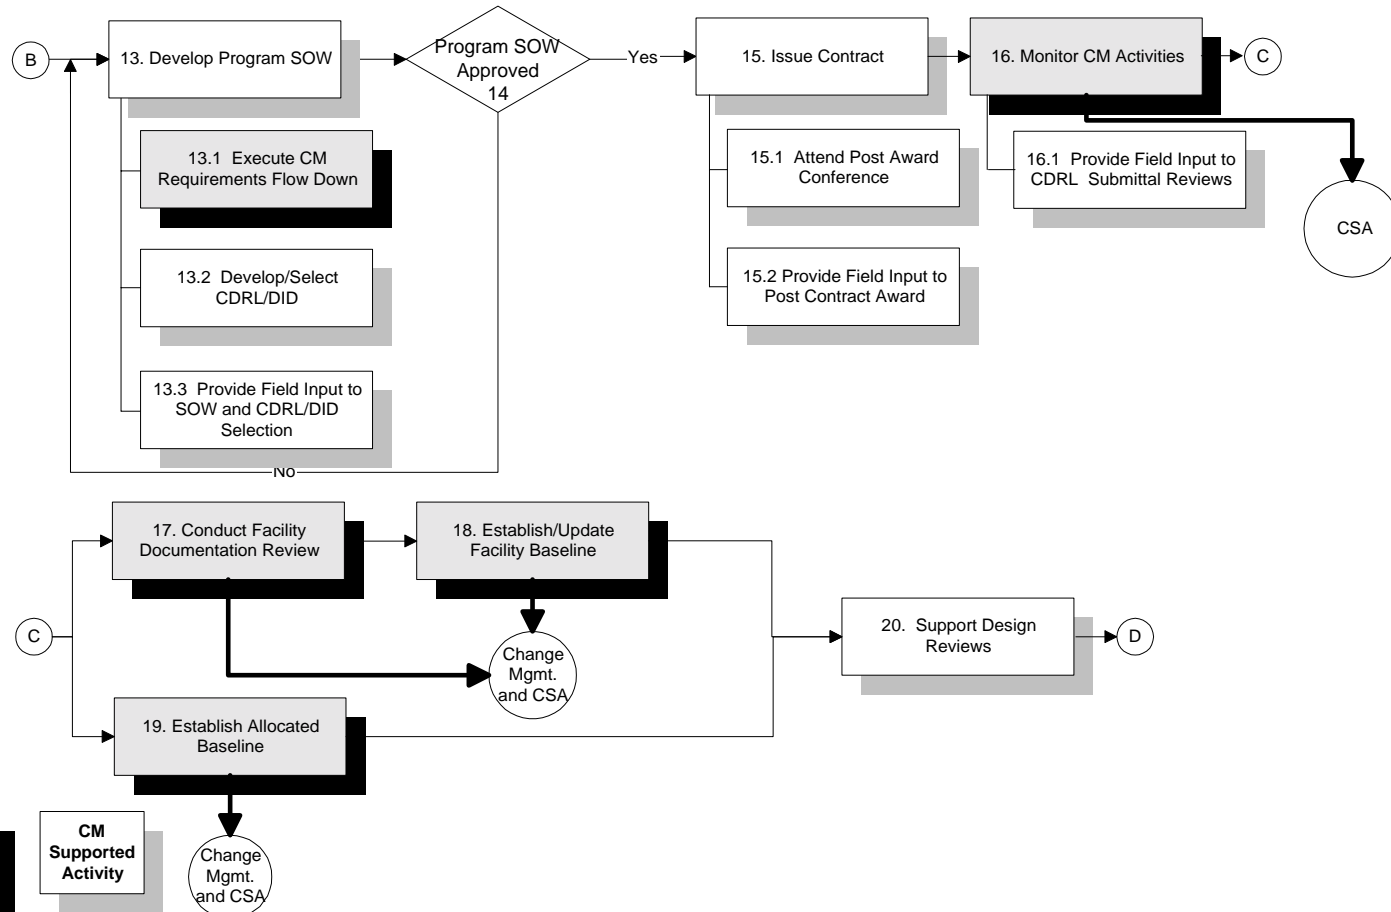 B
13. Develop Program SOW
Program SOW
Approved
14
Yes
15. Issue Contract
16. Monitor CM Activities
C
13.1 Execute CM
Requirements Flow Down
15.1 Attend Post Award
Conference
16.1 Provide Field Input to
CDRL Submittal Reviews
CSA
13.2 Develop/Select
CDRL/DID
15.2 Provide Field Input to
Post Contract Award
13.3 Provide Field Input to
SOW and CDRL/DID
Selection
No
17. Conduct Facility
Documentation Review
18. Establish/Update
Facility Baseline
C
Change
Mgmt.
and CSA
20. Support Design
Reviews
D
19. Establish Allocated
Baseline
CM
Supported
Activity
Change
Mgmt.
and CSA